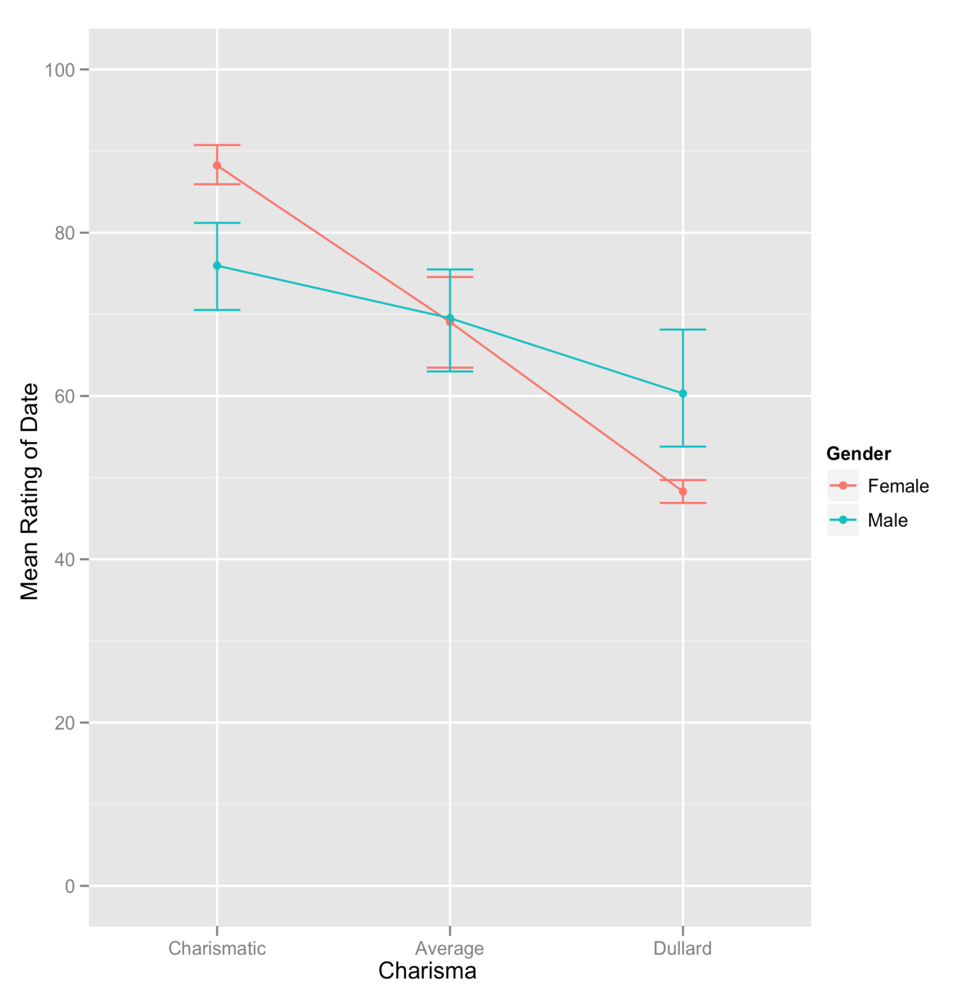 100
80
60
40
20
0
Mean Rating of Date
Charismatic
Average
Dullard
Charisma
Gender
Female
Male